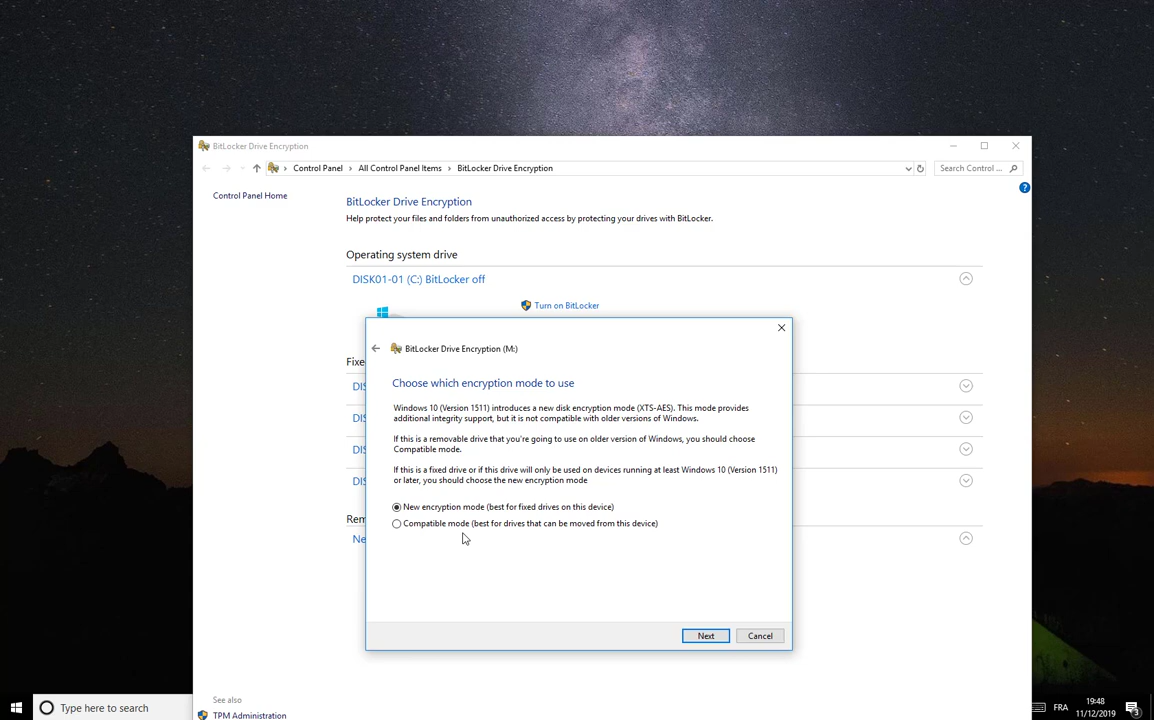 BitLocker Drive Encryption
Control Panel
All Control Panel Items
BitLocker Drive Encryption
Search Control ...
Control Panel Home
BitLocker Drive Encryption
Help protect your files and folders from unauthorized access by protecting your drives with BitLocker.
Operating system drive
DISK01-01 (C:) BitLocker off
Turn on BitLocker
Fixe
DIS
DIS
DIS
DIS
Rem
Ne
BitLocker Drive Encryption (M:)
Choose which encryption mode to use
Windows 10 (Version 1511) introduces a new disk encryption mode (XTS-AES). This mode provides
additional integrity support, but it is not compatible with older versions of Windows.
If this is a removable drive that you're going to use on older version of Windows, you should choose
Compatible mode.
If this is a fixed drive or if this drive will only be used on devices running at least Windows 10 (Version 1511)
or later, you should choose the new encryption mode
New encryption mode (best for fixed drives on this device)
Compatible mode (best for drives that can be moved from this device)
Next
Cancel
See also
TPM Administration
Type here to search
FRA
19:48
11/12/2019
3